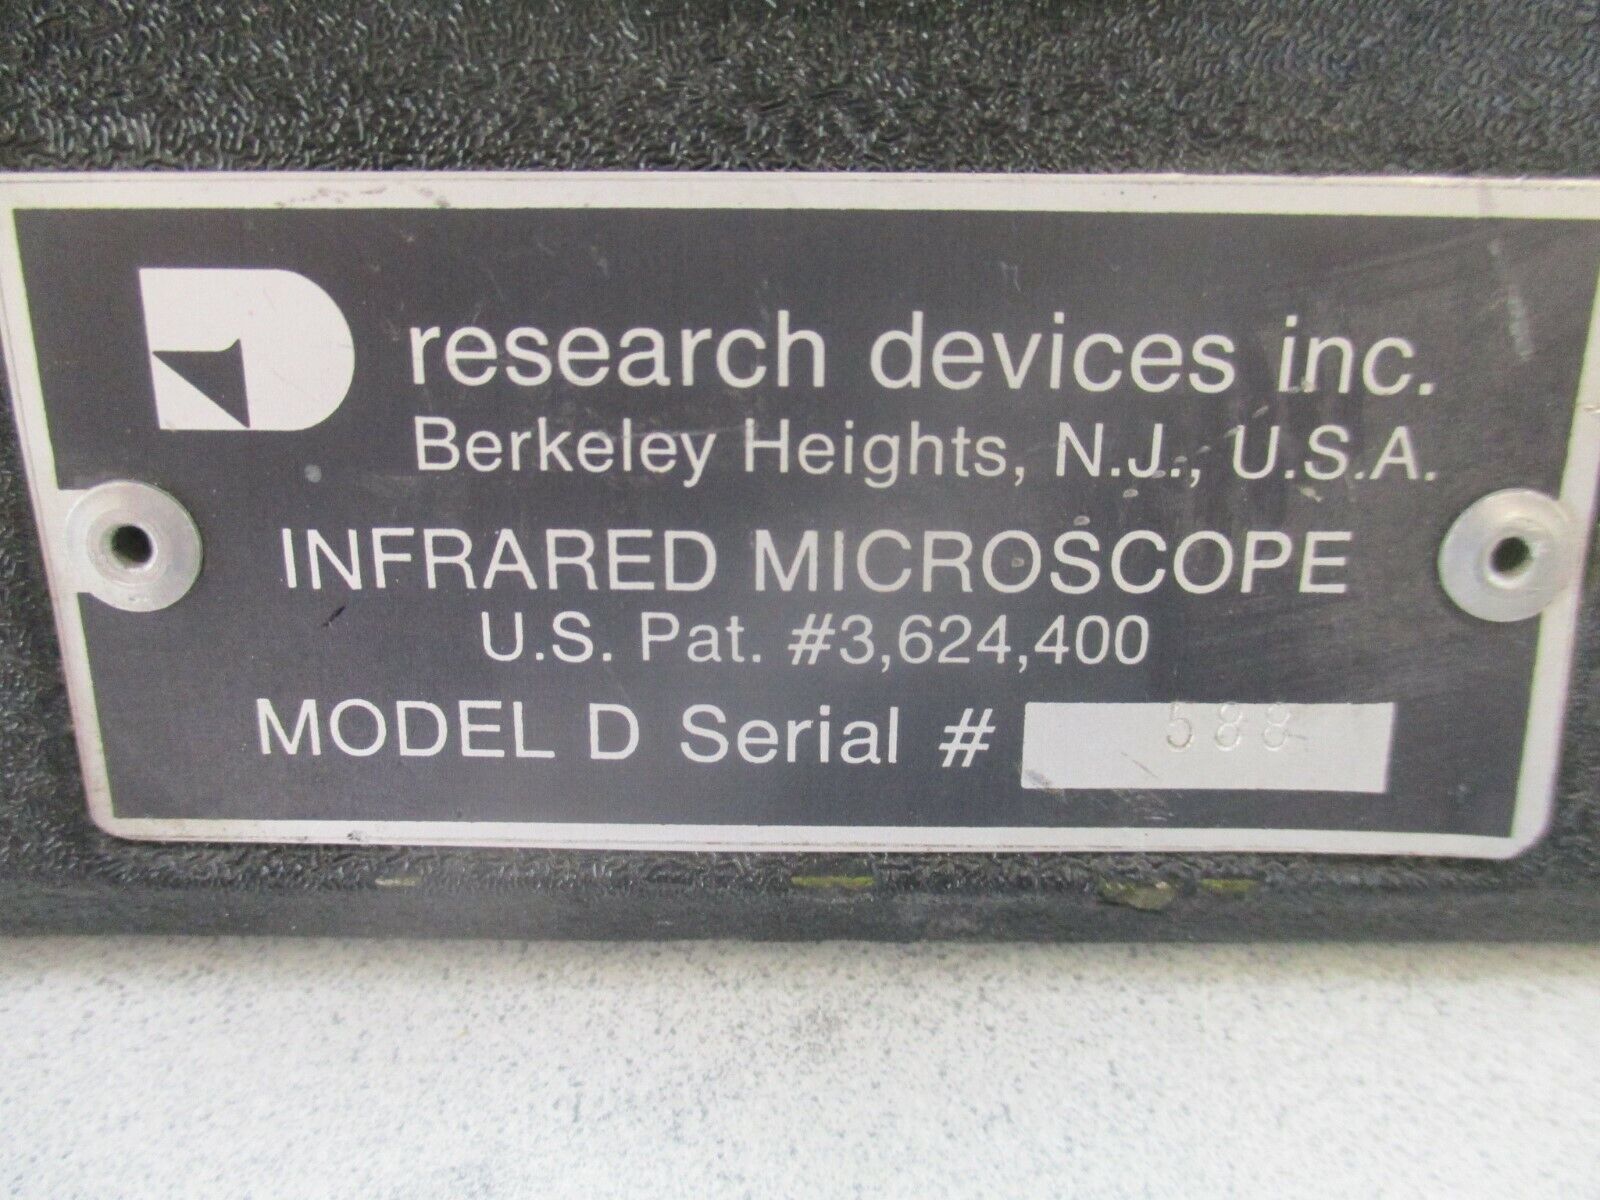 research devices inc.
Berkeley Heights, N.J., U.S.A.
INFRARED MICROSCOPE
U.S. Pat. #3,624,400
MODEL D Serial # 588